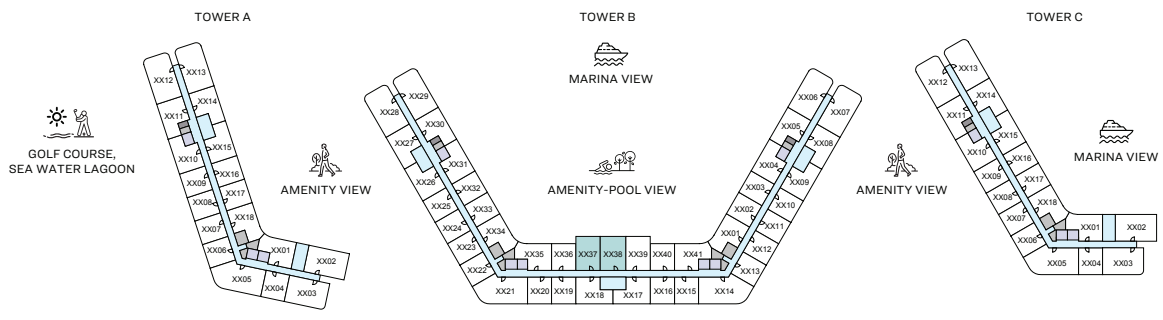 TOWER A
TOWER B
TOWER C
GOLF COURSE,
SEA WATER LAGOON
AMENITY VIEW
MARINA VIEW
AMENITY-POOL VIEW
AMENITY VIEW
MARINA VIEW
XX12
XX13
XX11
XX14
XX10
XX15
XX09
XX16
XX08
XX17
XX07
XX18
XX06
XX01
XX02
XX05
XX04
XX03
XX28
XX29
XX27
XX30
XX26
XX31
XX25
XX32
XX24
XX33
XX23
XX34
XX22
XX35
XX36
XX37
XX38
XX39
XX40
XX41
XX21
XX20
XX19
XX18
XX17
XX16
XX15
XX14
XX06
XX07
XX05
XX08
XX04
XX09
XX03
XX10
XX02
XX11
XX01
XX12
XX13
XX12
XX13
XX11
XX14
XX10
XX15
XX09
XX16
XX08
XX17
XX07
XX18
XX06
XX01
XX02
XX05
XX04
XX03